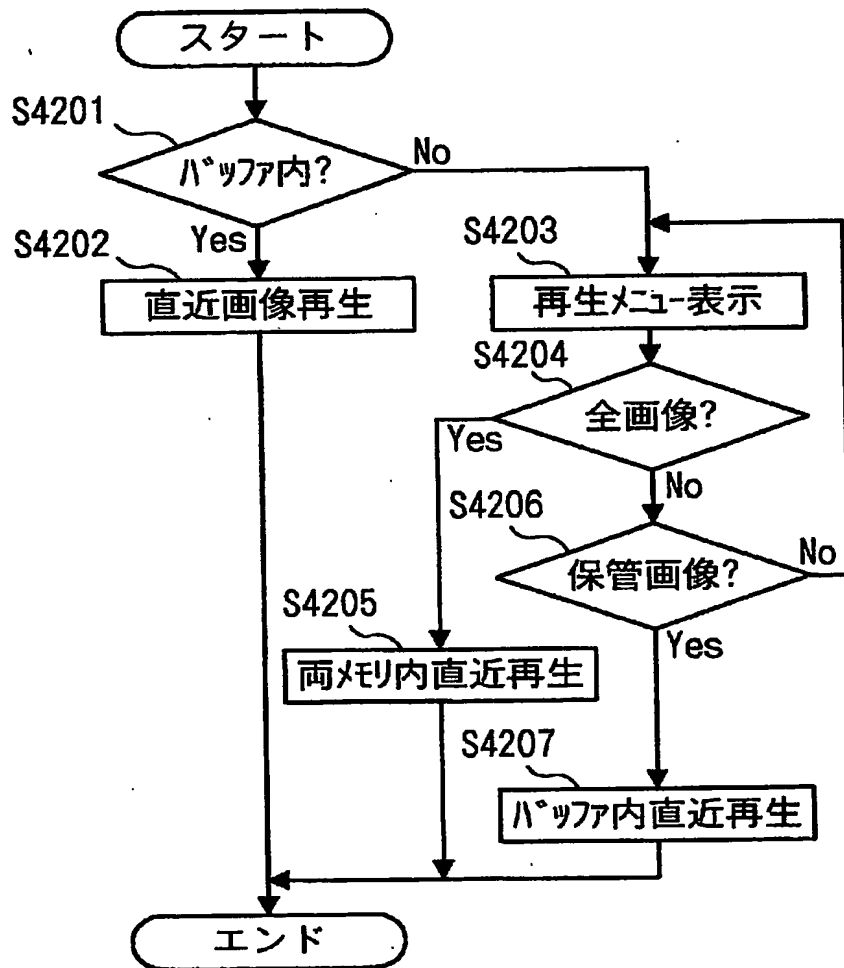 スタート
S4201
バッファ内?
No
Yes
S4202
直近画像再生
S4203
再生メニュー表示
S4204
全画像?
Yes
No
S4206
保管画像?
No
Yes
S4205
両メモリ内直近再生
S4207
バッファ内直近再生
エンド